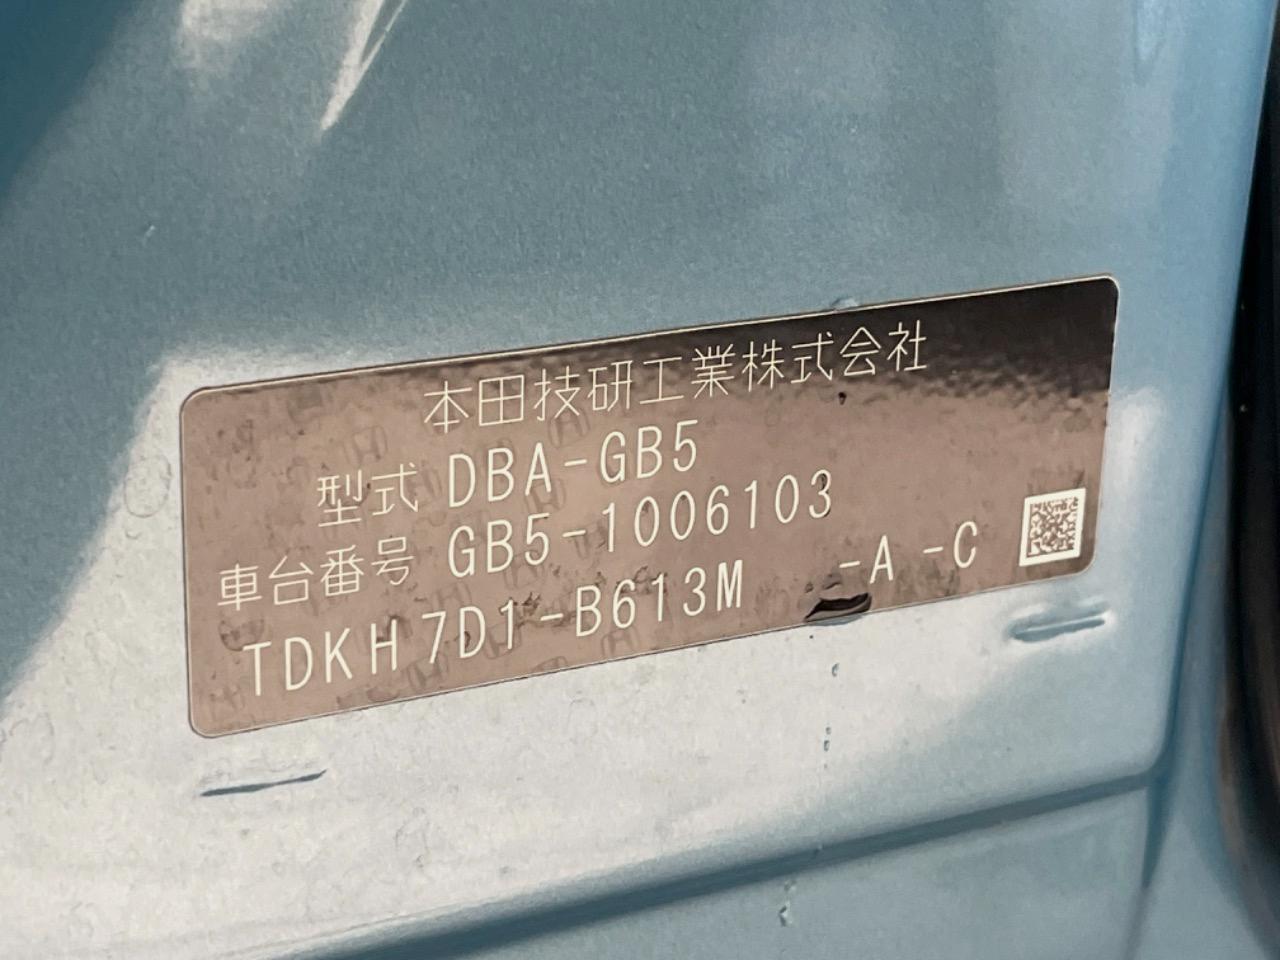 本田技研工業株式会社
型式 DBA-GB5
車台番号 GB5-1006103
TDKH7D1-B613M -A -C